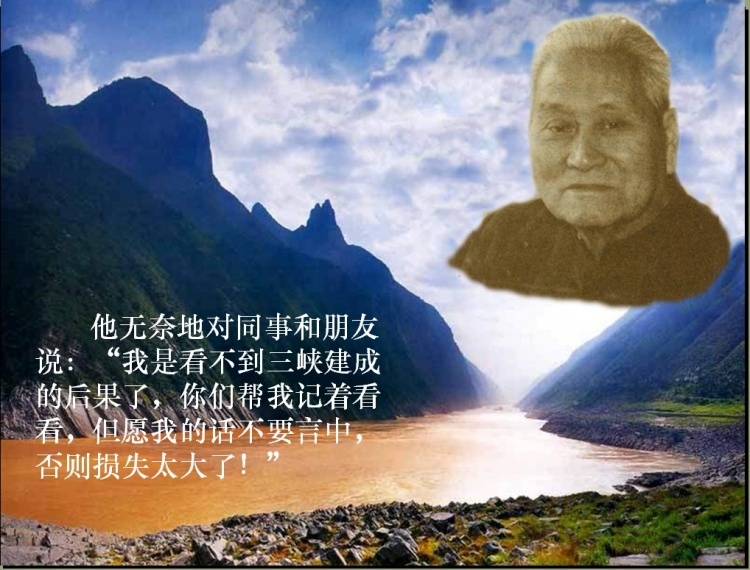 他无奈地对同事和朋友
说：“我是看不到三峡建成
的后果了，你们帮我记着看
看，但愿我的话不要言中，
否则损失太大了！”